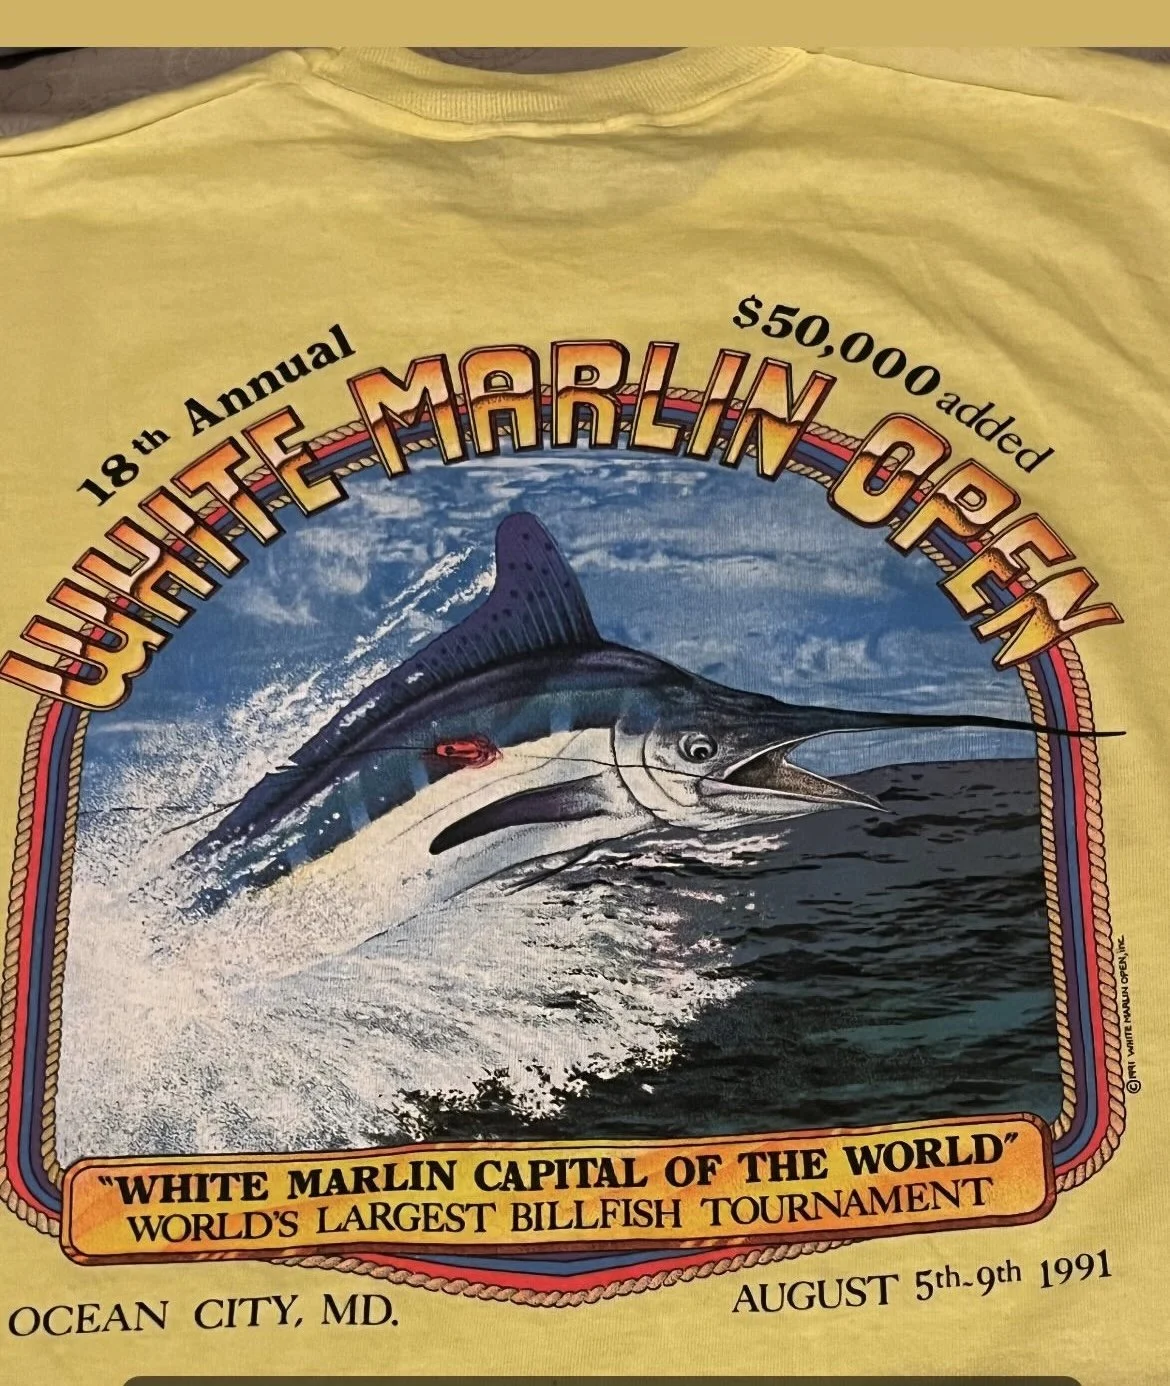 18th Annual
$50,000 added
WHITE MARLIN OPEN
© 1991 WHITE MARLIN OPEN, Inc.
"WHITE MARLIN CAPITAL OF THE WORLD"
WORLD'S LARGEST BILLFISH TOURNAMENT
OCEAN CITY, MD.
AUGUST 5th-9th 1991